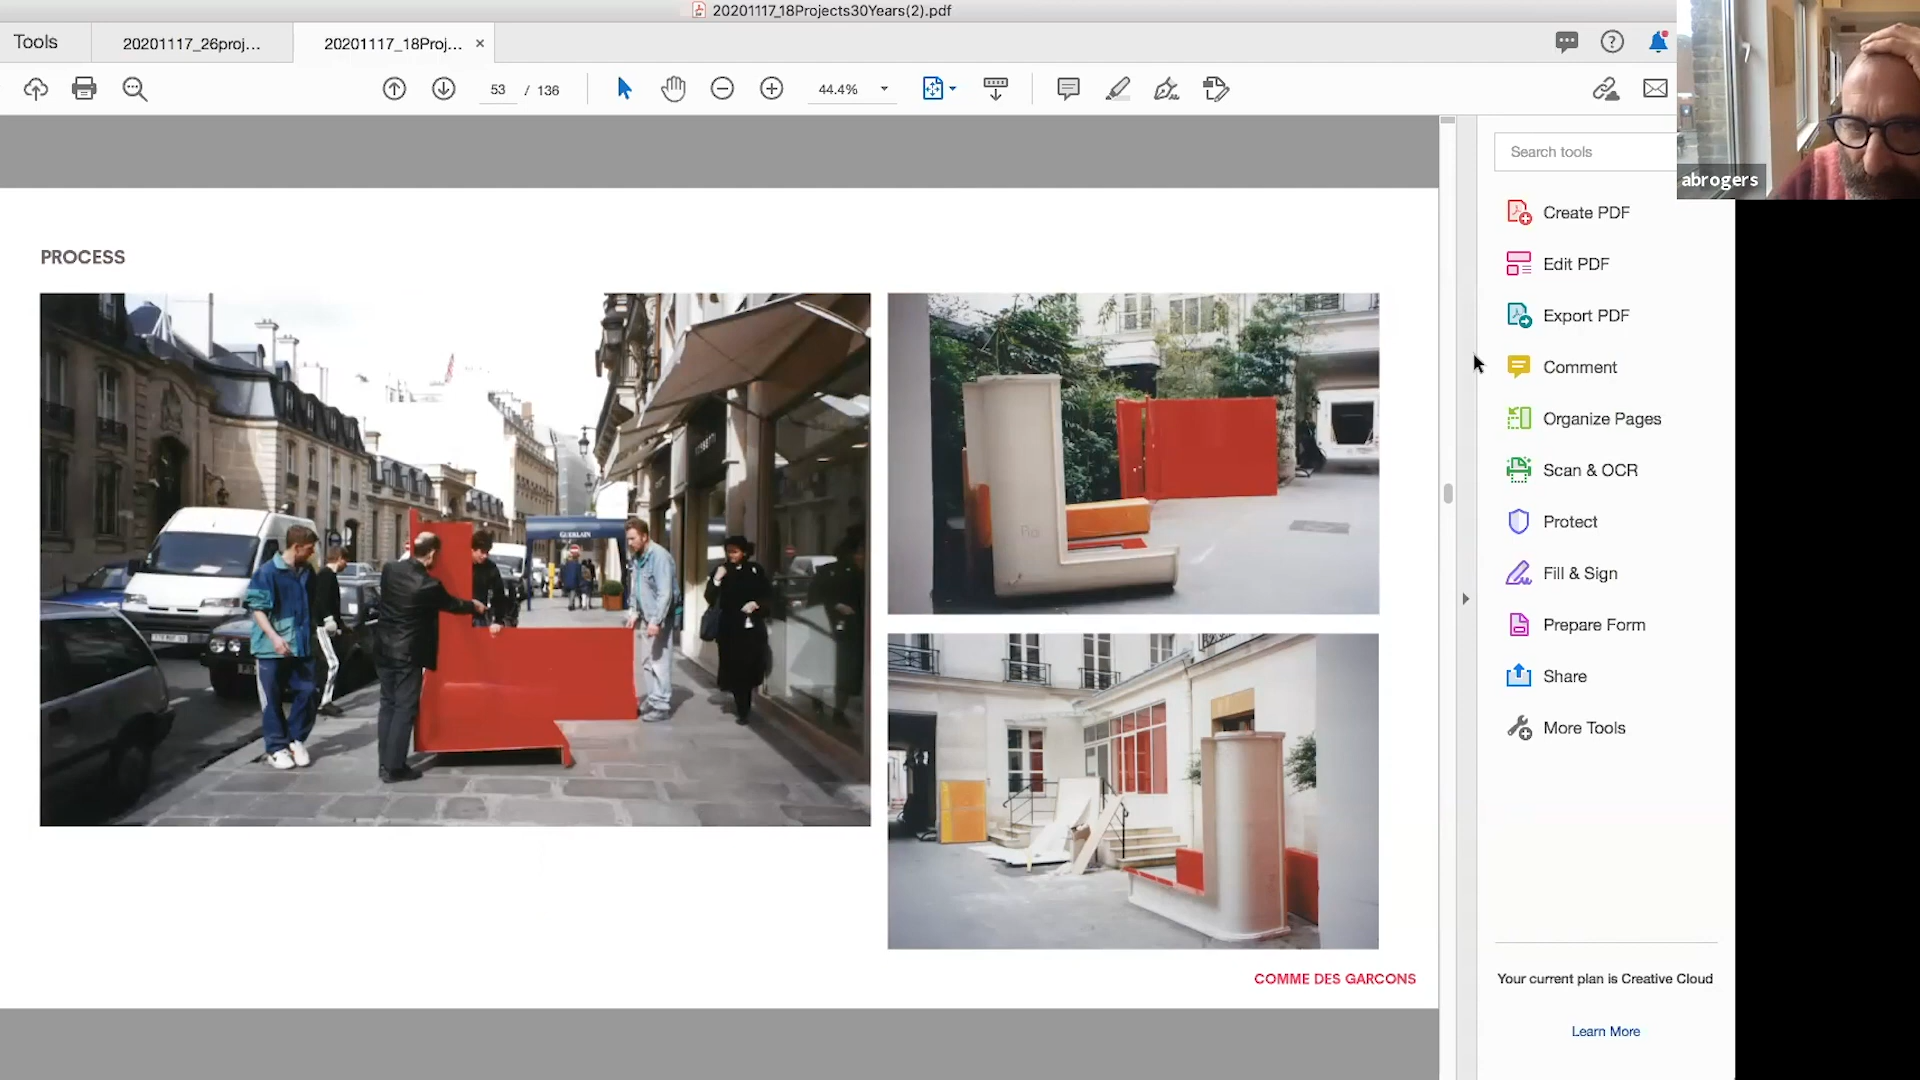 20201117_18Projects30Years(2).pdf
Tools
20201117_26proj...
20201117_18Proj...
53 / 136
44.4%
Search tools
abrogers
Create PDF
Edit PDF
Export PDF
Comment
Organize Pages
Scan & OCR
Protect
Fill & Sign
Prepare Form
Share
More Tools
Your current plan is Creative Cloud
Learn More
PROCESS
GUERLAIN
COMME DES GARCONS